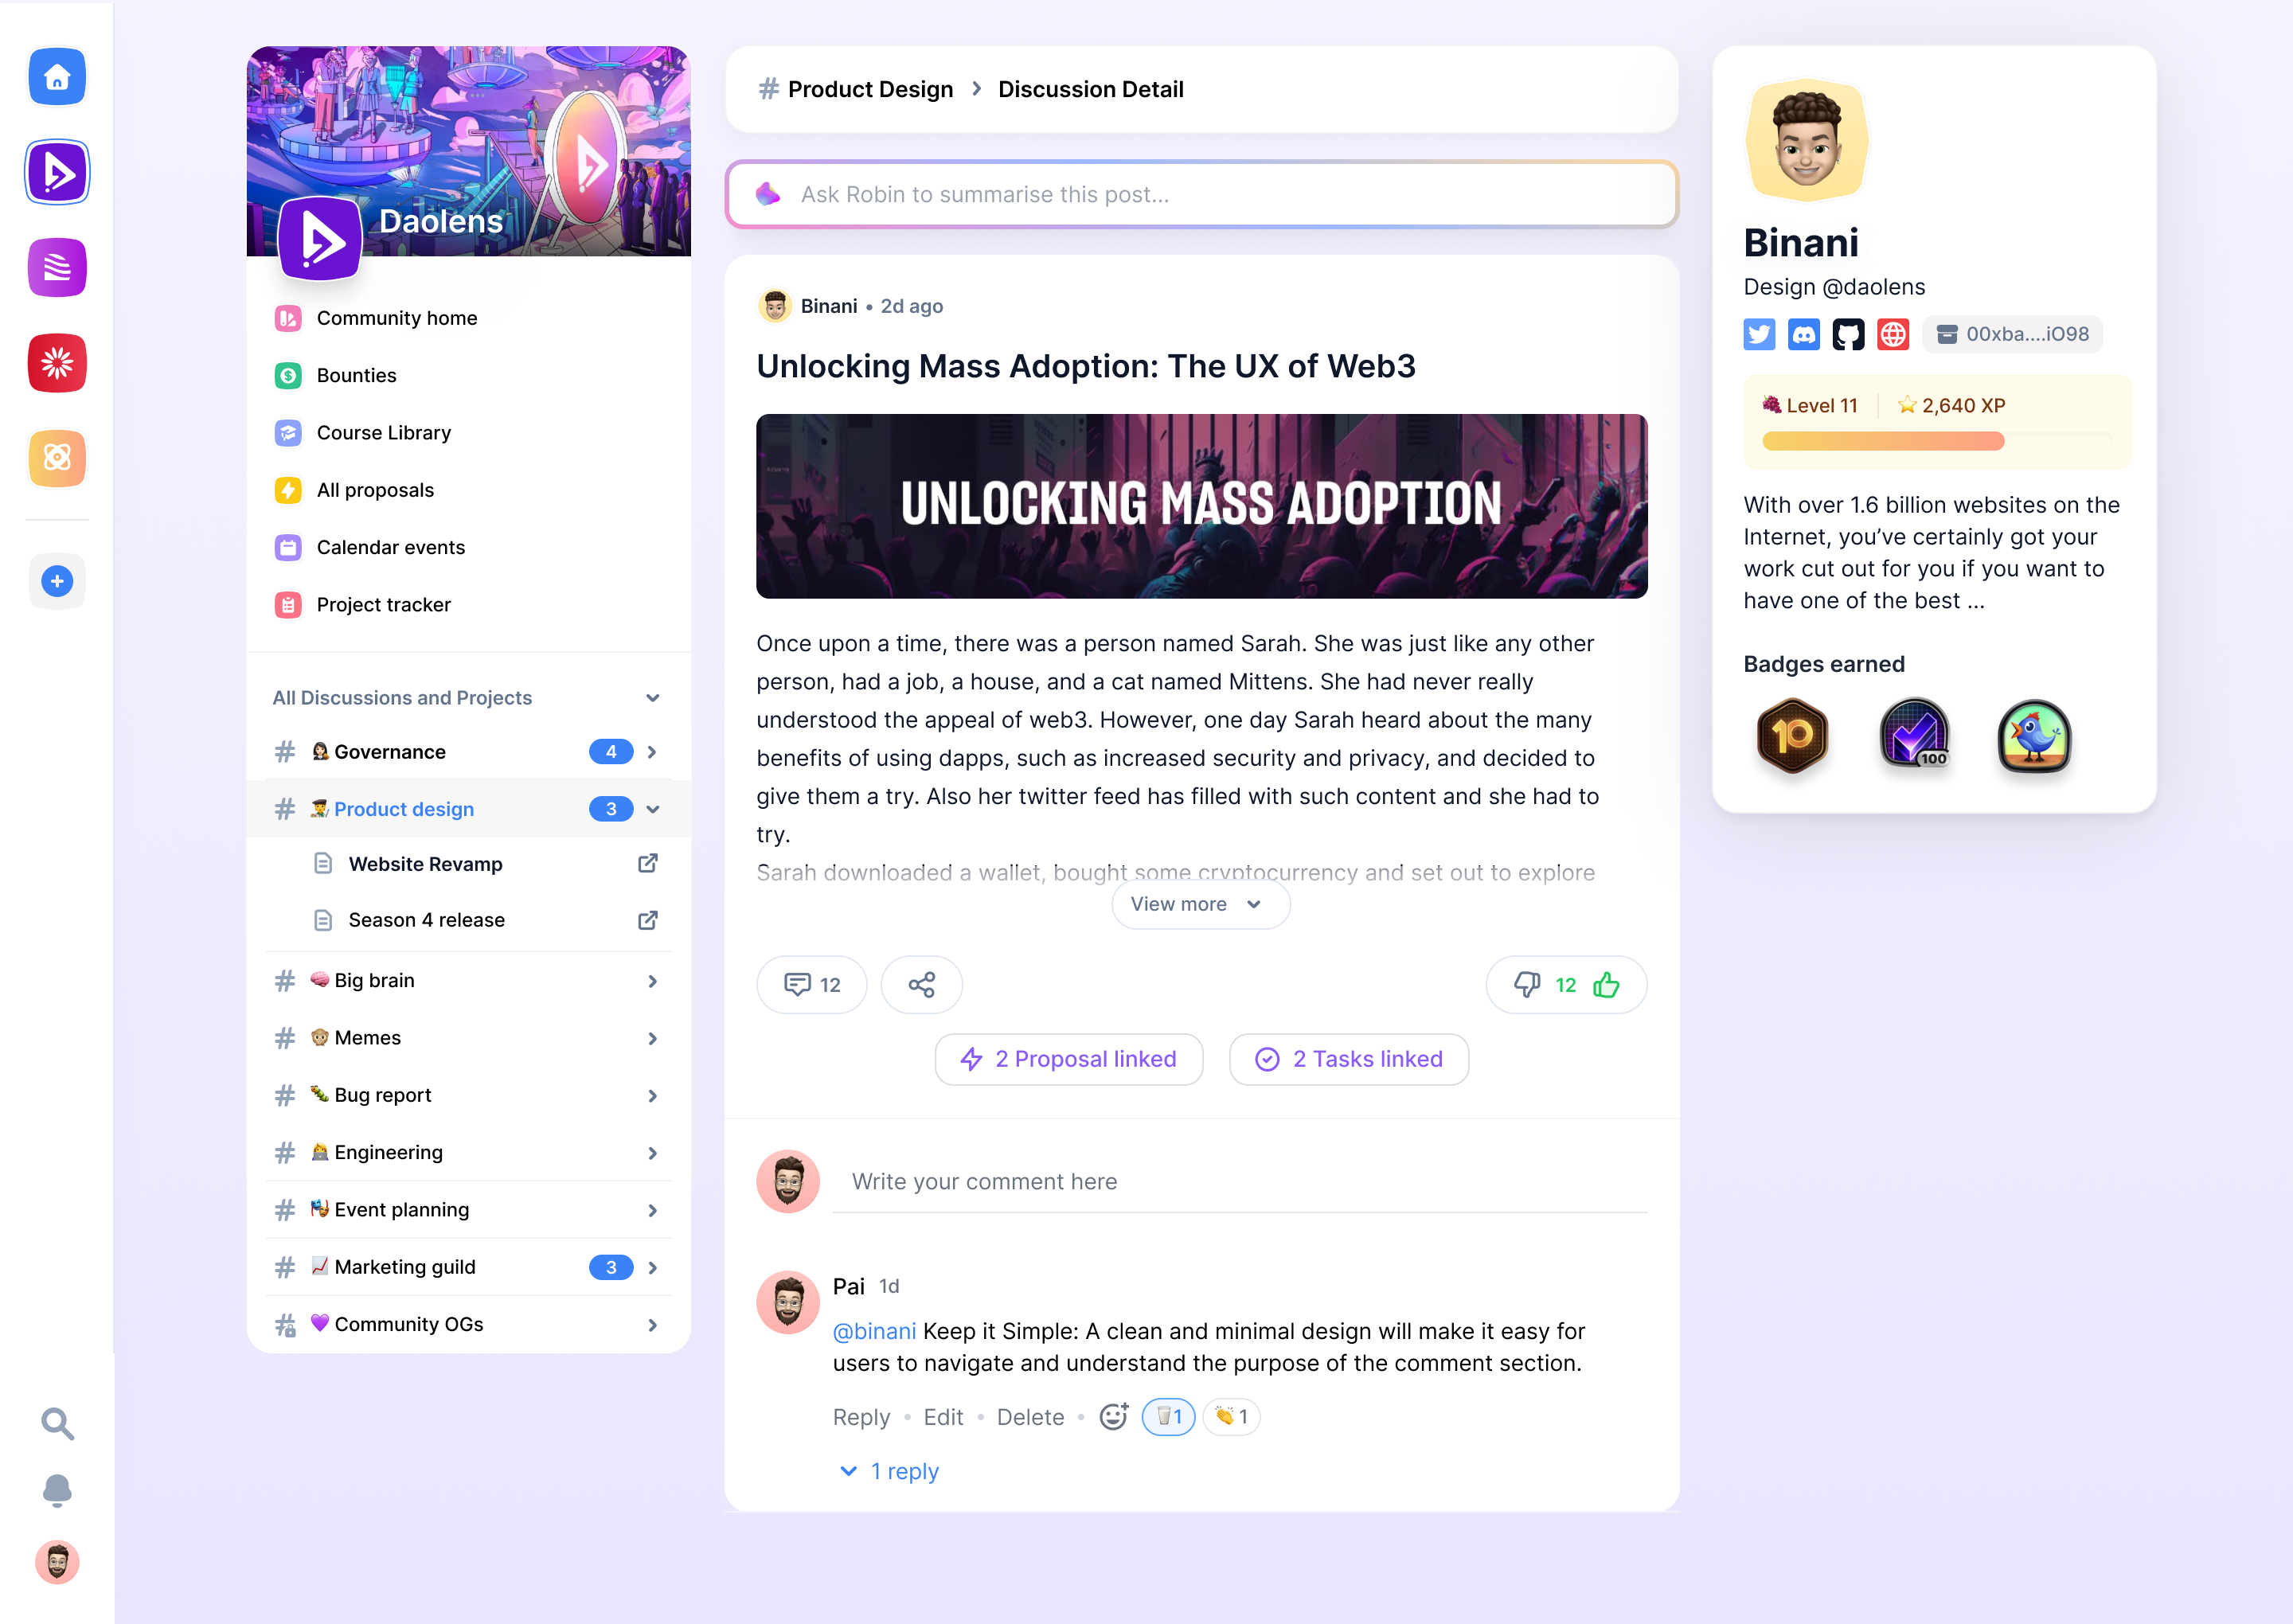 Daolens
Community home
Bounties
Course Library
All proposals
Calendar events
Project tracker
All Discussions and Projects
Governance
4
Product design
3
Website Revamp
Season 4 release
Big brain
Memes
Bug report
Engineering
Event planning
Marketing guild
3
Community OGs
Product Design > Discussion Detail
Ask Robin to summarise this post...
Binani • 2d ago
Unlocking Mass Adoption: The UX of Web3
UNLOCKING MASS ADOPTION
Once upon a time, there was a person named Sarah. She was just like any other
person, had a job, a house, and a cat named Mittens. She had never really
understood the appeal of web3. However, one day Sarah heard about the many
benefits of using dapps, such as increased security and privacy, and decided to
give them a try. Also her twitter feed has filled with such content and she had to
try.
Sarah downloaded a wallet, bought some cryptocurrency and set out to explore
View more
12
12
2 Proposal linked
2 Tasks linked
Write your comment here
Pai 1d
@binani Keep it Simple: A clean and minimal design will make it easy for
users to navigate and understand the purpose of the comment section.
Reply • Edit • Delete •
1
1
1 reply
Binani
Design @daolens
00xba....iO98
Level 11
2,640 XP
With over 1.6 billion websites on the
Internet, you’ve certainly got your
work cut out for you if you want to
have one of the best ...
Badges earned
10
100